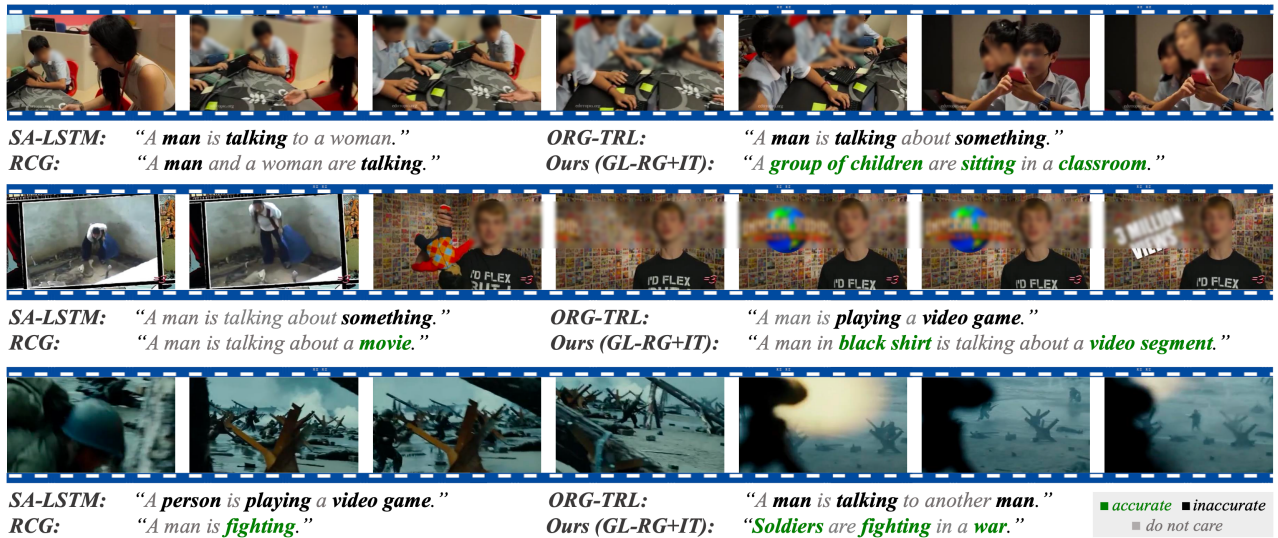 SA-LSTM: “A man is talking to a woman.” ORG-TRL: “A man is talking about something.”
RCG: “A man and a woman are talking.” Ours (GL-RG+IT): “A group of children are sitting in a classroom.”
I'D FLEX
I'D FLEX
I'D FLEX
I'D FLEX
3 MILLION
VIEWS
I'D FLEX
SA-LSTM: “A man is talking about something.” ORG-TRL: “A man is playing a video game.”
RCG: “A man is talking about a movie.” Ours (GL-RG+IT): “A man in black shirt is talking about a video segment.”
SA-LSTM: “A person is playing a video game.” ORG-TRL: “A man is talking to another man.”
RCG: “A man is fighting.” Ours (GL-RG+IT): “Soldiers are fighting in a war.”
accurate inaccurate
do not care